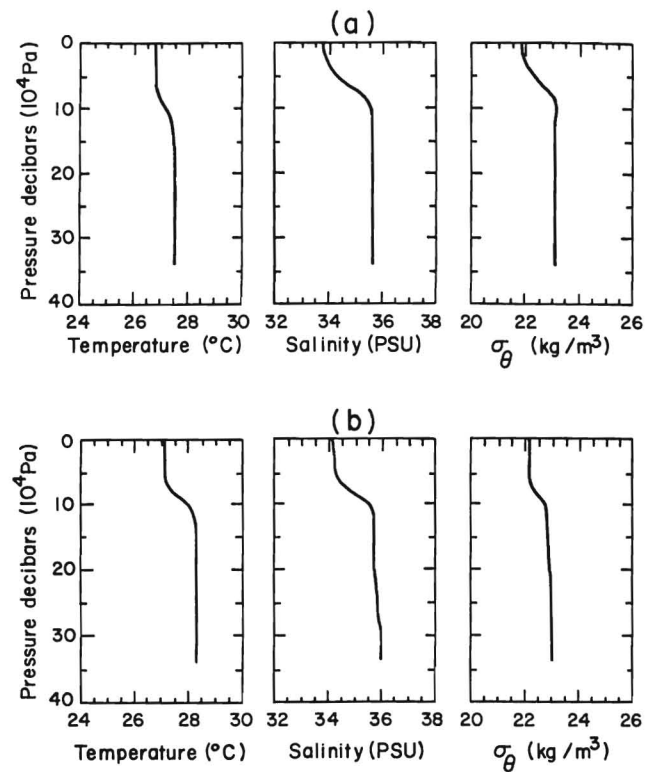 (a)
Pressure decibars (10⁴Pa)
0
10
20
30
40
24 26 28 30
Temperature (°C)
32 34 36 38
Salinity (PSU)
20 22 24 26
σθ (kg/m³)
(b)
Pressure decibars (10⁴Pa)
0
10
20
30
40
24 26 28 30
Temperature (°C)
32 34 36 38
Salinity (PSU)
20 22 24 26
σθ (kg/m³)